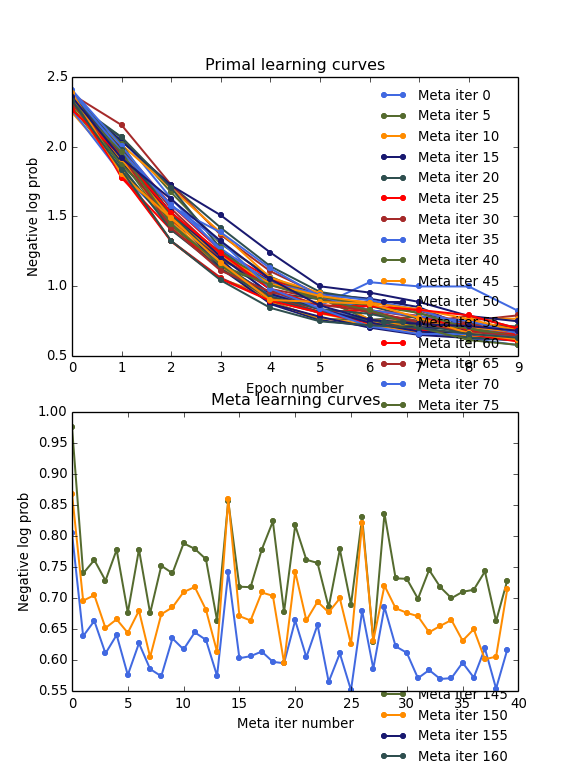 Primal learning curves
2.5
2.0
1.5
1.0
0.5
Negative log prob
0 1 2 3 4 5 6 7 8 9
Epoch number
Meta iter 0
Meta iter 5
Meta iter 10
Meta iter 15
Meta iter 20
Meta iter 25
Meta iter 30
Meta iter 35
Meta iter 40
Meta iter 45
Meta iter 50
Meta iter 55
Meta iter 60
Meta iter 65
Meta iter 70
Meta iter 75
Meta learning curves
1.00
0.95
0.90
0.85
0.80
0.75
0.70
0.65
0.60
0.55
Negative log prob
0 5 10 15 20 25 30 35 40
Meta iter number
Meta iter 145
Meta iter 150
Meta iter 155
Meta iter 160